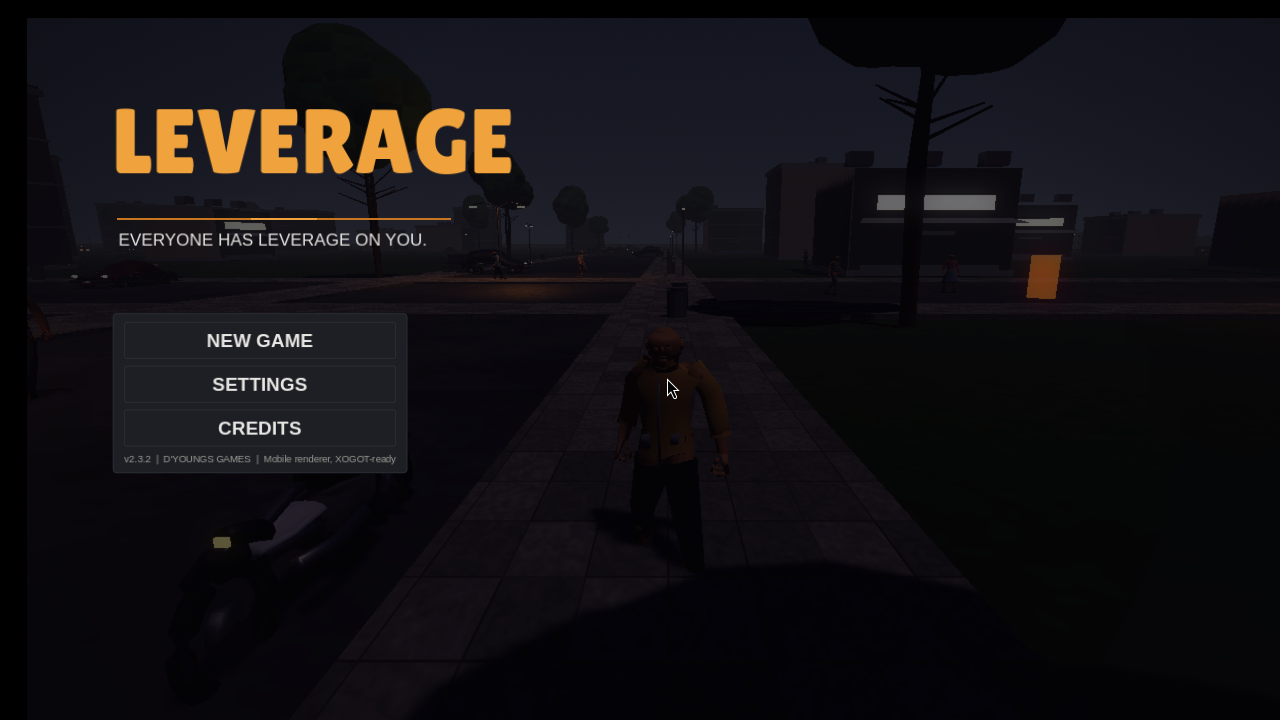 LEVERAGE
EVERYONE HAS LEVERAGE ON YOU.
NEW GAME
SETTINGS
CREDITS
v2.3.2 | D'YOUNGS GAMES | Mobile renderer, XOGOT-ready